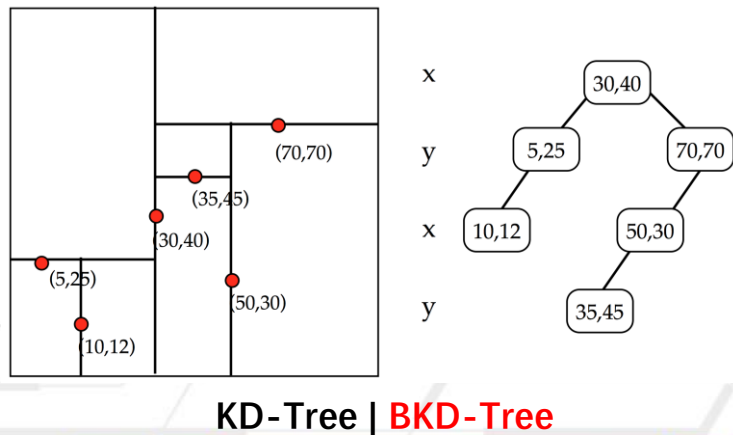 (70,70)
(35,45)
(30,40)
(5,25)
(50,30)
(10,12)
x
30,40
y
5,25
70,70
x
10,12
50,30
y
35,45
KD-Tree | BKD-Tree